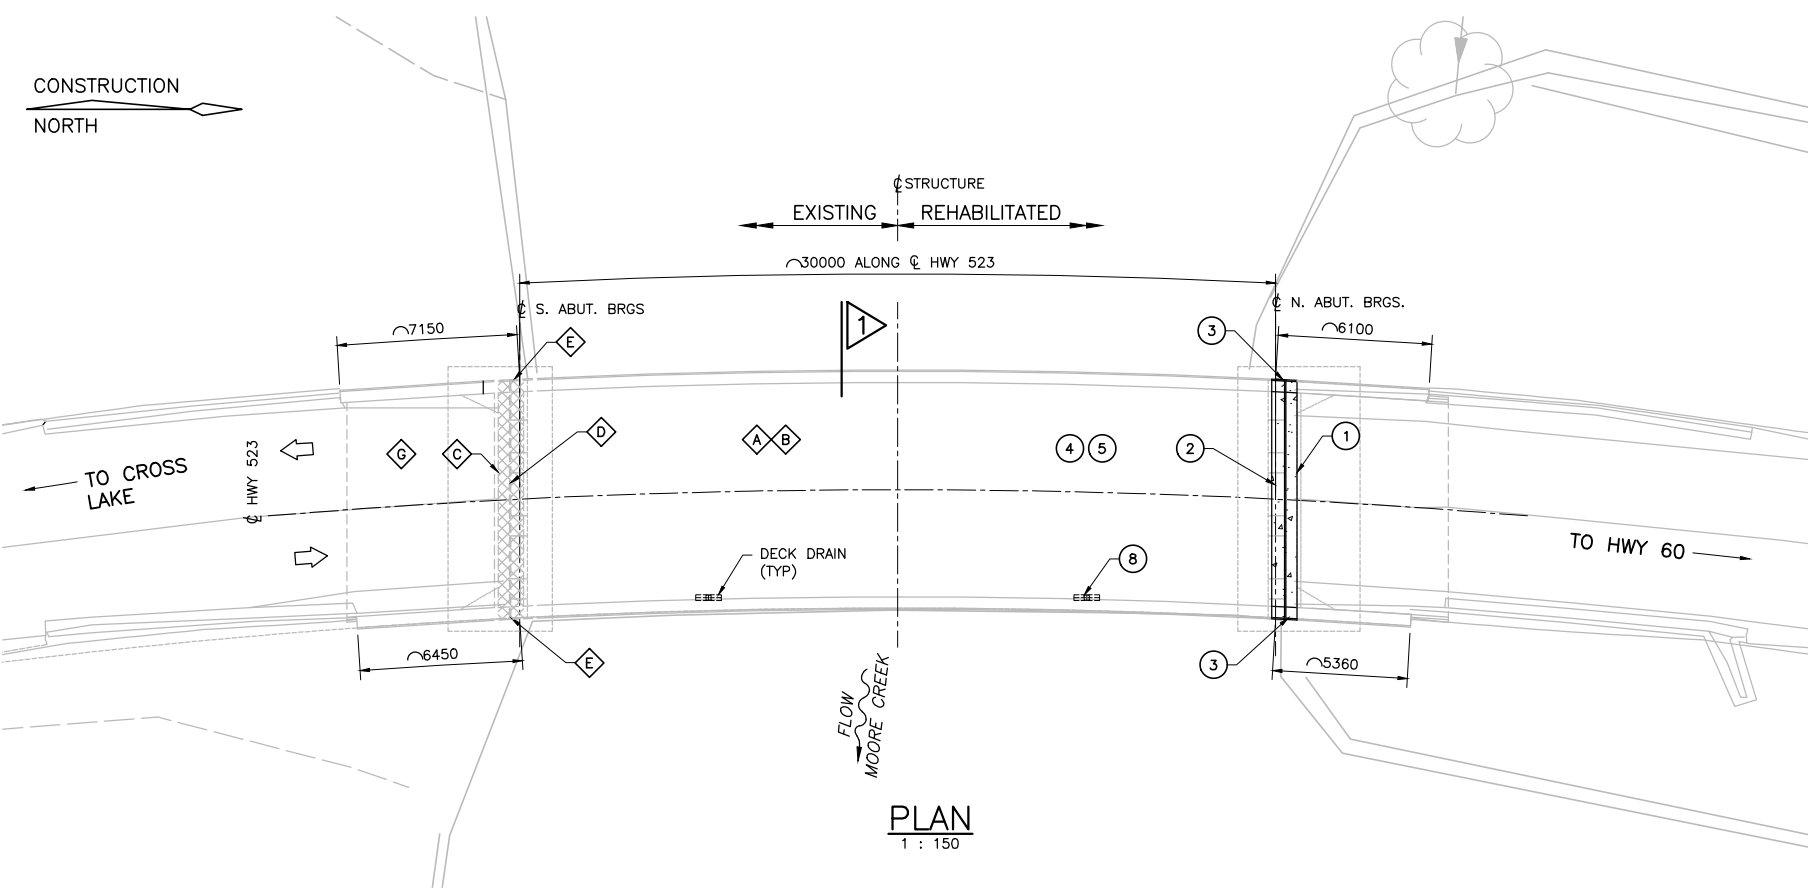 CONSTRUCTION
NORTH
℄ STRUCTURE
EXISTING
REHABILITATED
⌒30000 ALONG ℄ HWY 523
℄ S. ABUT. BRGS
℄ N. ABUT. BRGS.
⌒7150
⌒6100
E
1
3
D
G
C
A
B
4
5
2
1
℄ HWY 523
TO CROSS
LAKE
TO HWY 60
DECK DRAIN
(TYP)
8
⌒6450
E
3
⌒5360
FLOW
MOORE CREEK
PLAN
1 : 150